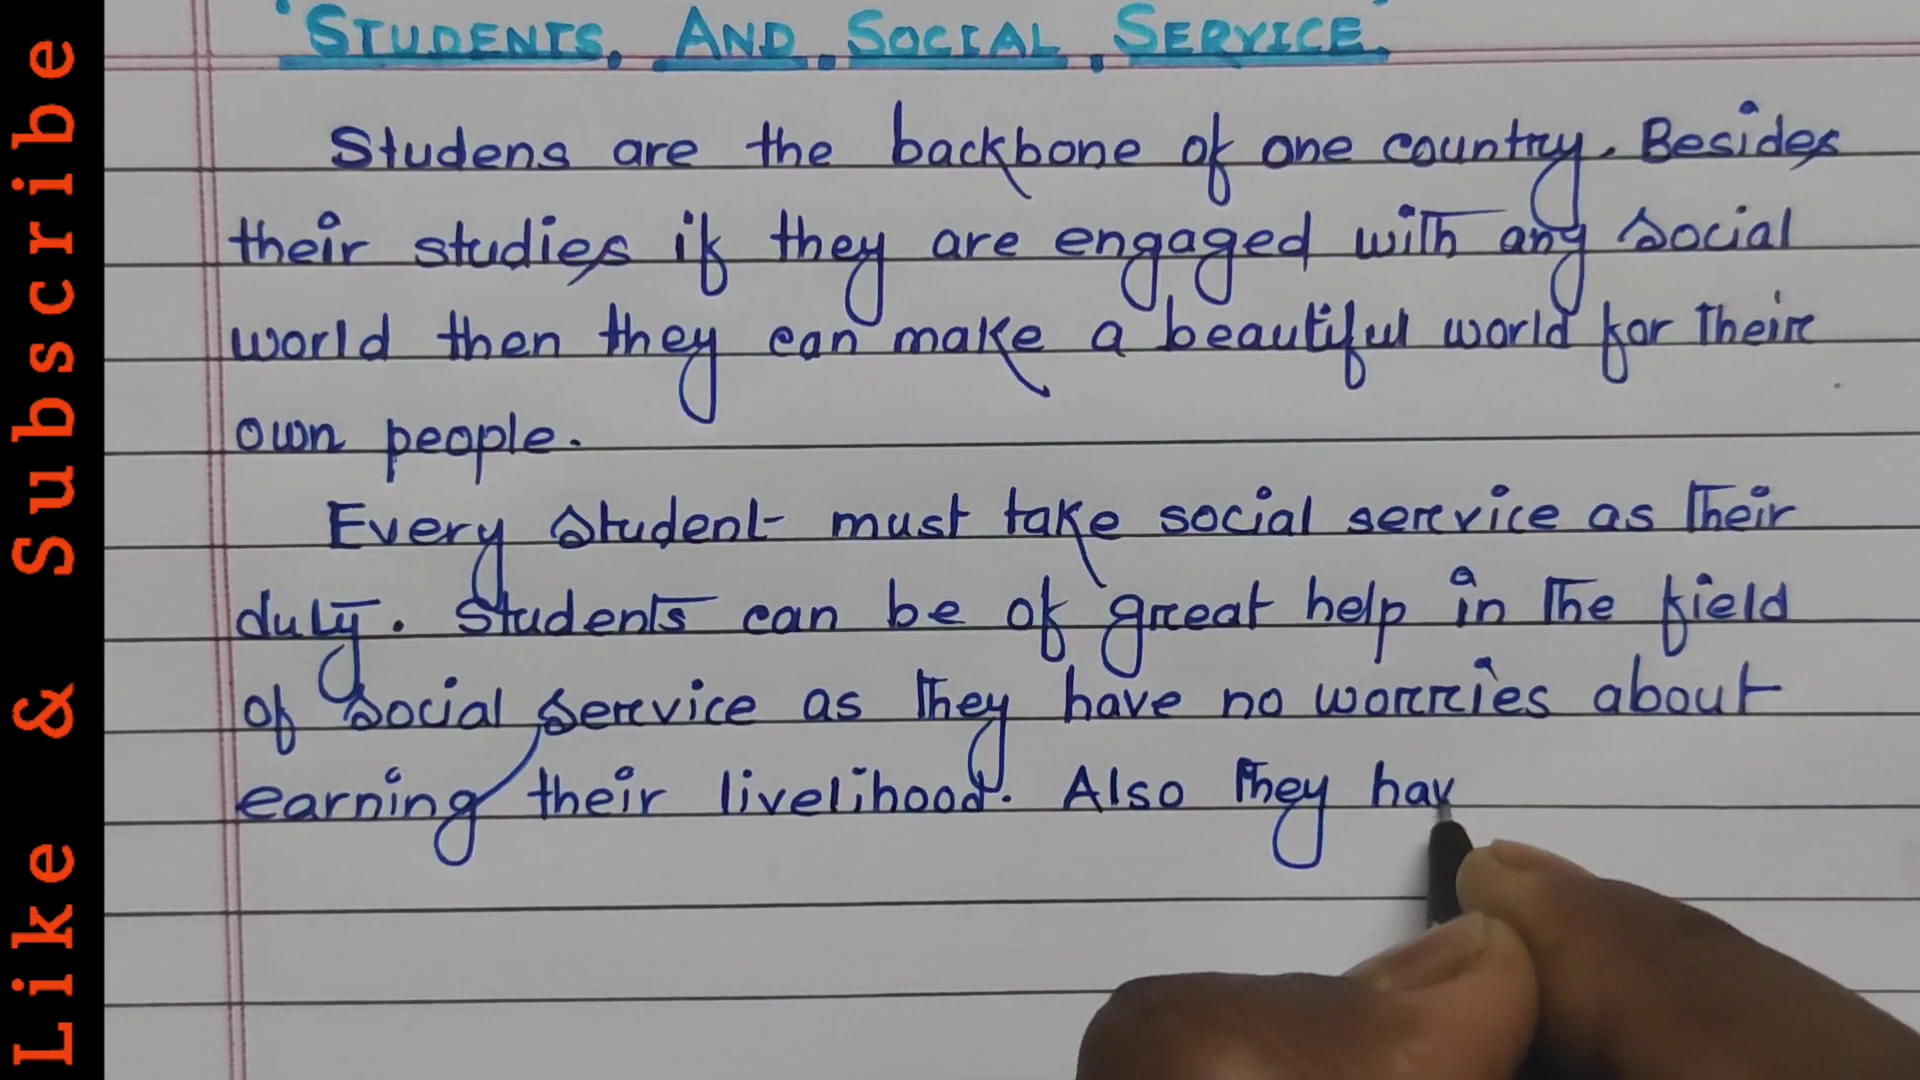 "STUDENTS AND SOCIAL SERVICE"
Studens are the backbone of one country. Besides
their studies if they are engaged with any social
world then they can make a beautiful world for their
own people.
Every student must take social service as their
duty. Students can be of great help in the field
of social service as they have no worries about
earning their livelihood. Also they hav
Like & Subscribe